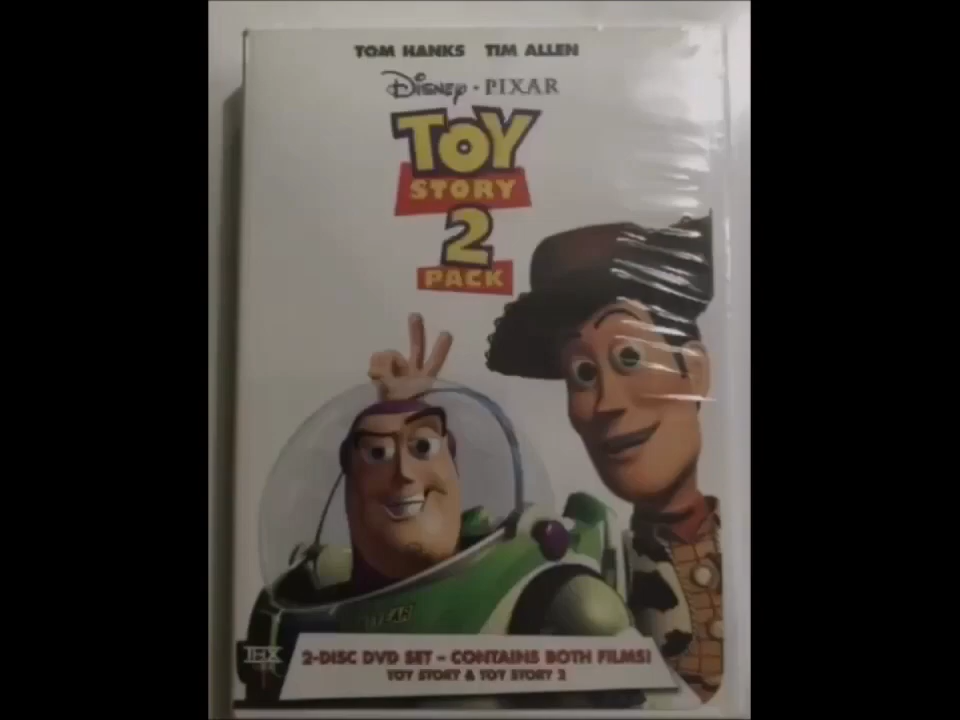 TOM HANKS TIM ALLEN
Disney · PIXAR
TOY
STORY
2
PACK
THX
2-DISC DVD SET – CONTAINS BOTH FILMS!
TOY STORY & TOY STORY 2